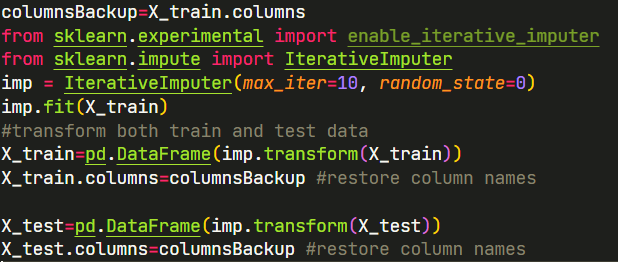 columnsBackup=X_train.columns
from sklearn.experimental import enable_iterative_imputer
from sklearn.impute import IterativeImputer
imp = IterativeImputer(max_iter=10, random_state=0)
imp.fit(X_train)
#transform both train and test data
X_train=pd.DataFrame(imp.transform(X_train))
X_train.columns=columnsBackup #restore column names
X_test=pd.DataFrame(imp.transform(X_test))
X_test.columns=columnsBackup #restore column names